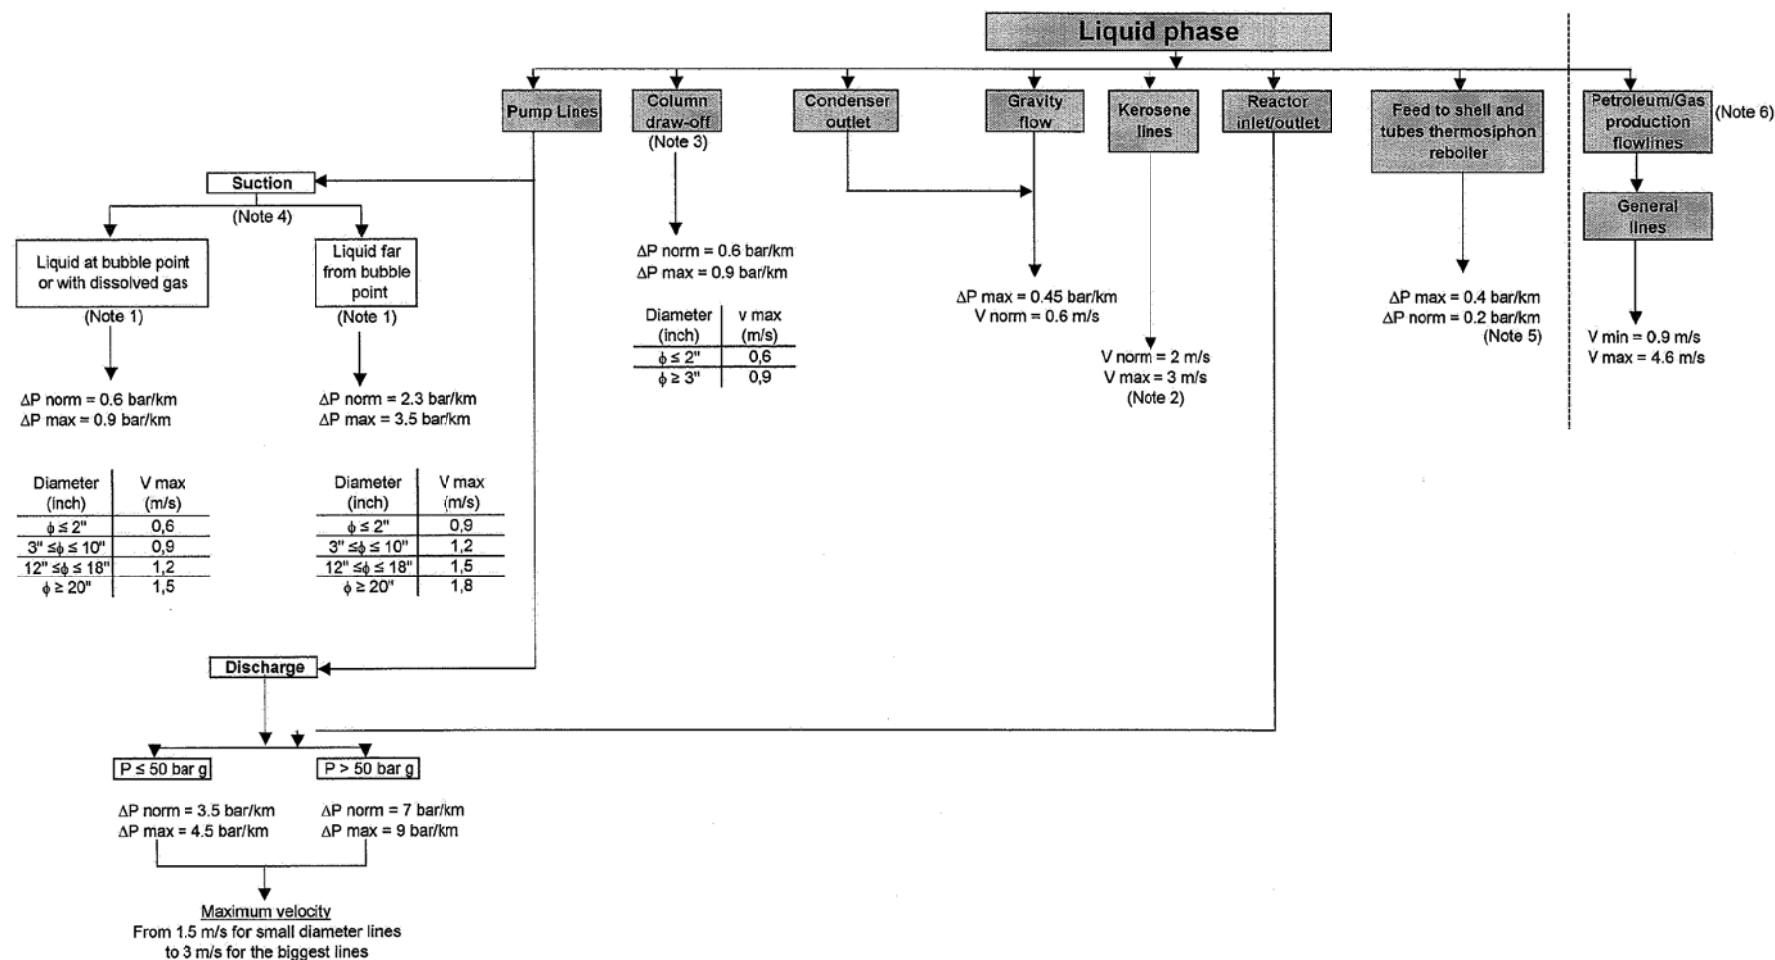 Liquid phase
Pump Lines
Column
draw-off
(Note 3)
Condenser
outlet
Gravity
flow
Kerosene
lines
Reactor
inlet/outlet
Feed to shell and
tubes thermosiphon
reboiler
Petroleum/Gas
production
flowlines
(Note 6)
General
lines
Suction
(Note 4)
Liquid at bubble point
or with dissolved gas
(Note 1)
Liquid far
from bubble
point
(Note 1)
ΔP norm = 0.6 bar/km
ΔP max = 0.9 bar/km
Diameter v max
(inch) (m/s)
ϕ ≤ 2" 0,6
ϕ ≥ 3" 0,9
ΔP max = 0.45 bar/km
V norm = 0.6 m/s
V norm = 2 m/s
V max = 3 m/s
(Note 2)
ΔP max = 0.4 bar/km
ΔP norm = 0.2 bar/km
(Note 5)
V min = 0.9 m/s
V max = 4.6 m/s
ΔP norm = 0.6 bar/km
ΔP max = 0.9 bar/km
ΔP norm = 2.3 bar/km
ΔP max = 3.5 bar/km
Diameter V max
(inch) (m/s)
ϕ ≤ 2" 0,6
3" ≤ϕ ≤ 10" 0,9
12" ≤ϕ ≤ 18" 1,2
ϕ ≥ 20" 1,5
Diameter V max
(inch) (m/s)
ϕ ≤ 2" 0,9
3" ≤ϕ ≤ 10" 1,2
12" ≤ϕ ≤ 18" 1,5
ϕ ≥ 20" 1,8
Discharge
P ≤ 50 bar g
P > 50 bar g
ΔP norm = 3.5 bar/km
ΔP max = 4.5 bar/km
ΔP norm = 7 bar/km
ΔP max = 9 bar/km
Maximum velocity
From 1.5 m/s for small diameter lines
to 3 m/s for the biggest lines